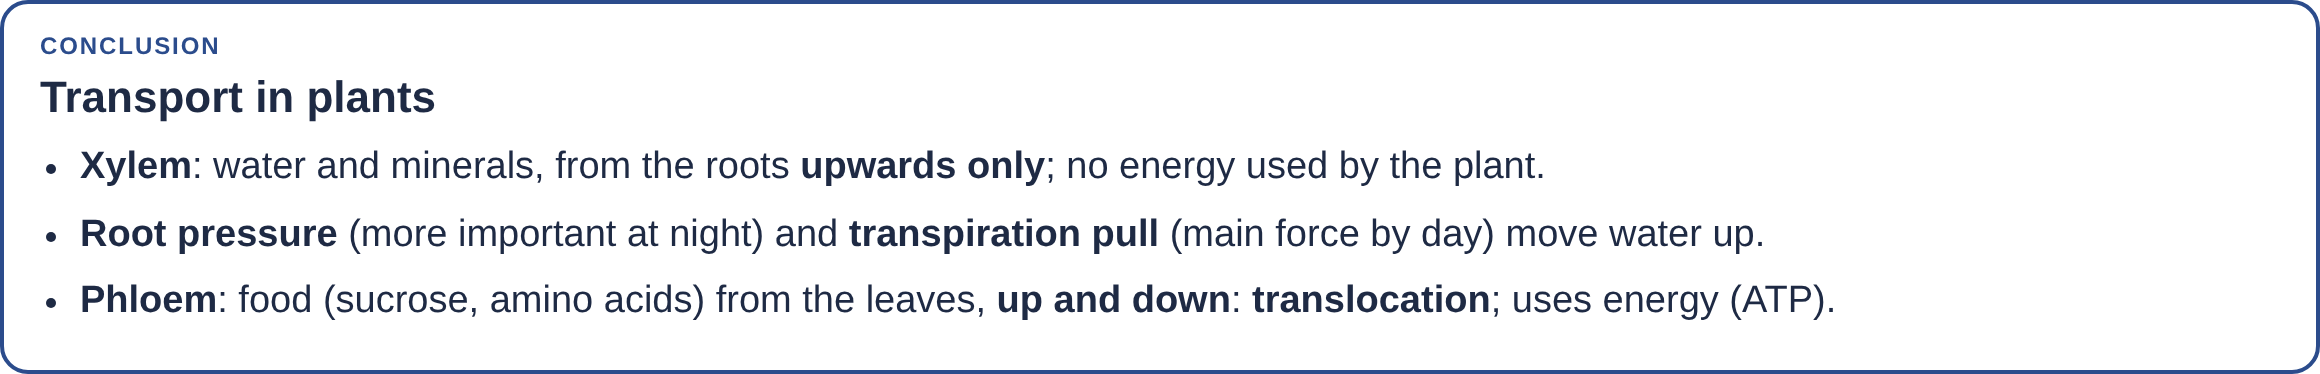 CONCLUSION
Transport in plants
• Xylem: water and minerals, from the roots upwards only; no energy used by the plant.
• Root pressure (more important at night) and transpiration pull (main force by day) move water up.
• Phloem: food (sucrose, amino acids) from the leaves, up and down: translocation; uses energy (ATP).